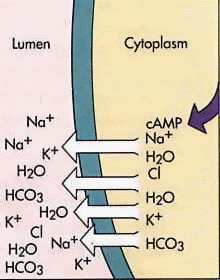 Lumen
Cytoplasm
Na+
Na+
K+
H2O
HCO3
K+
H2O
Cl
H2O
Na+
HCO3
K+
cAMP
Na+
H2O
Cl
H2O
K+
HCO3